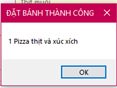 ĐẶT BÁNH THÀNH CÔNG
1 Pizza thịt và xúc xích
OK